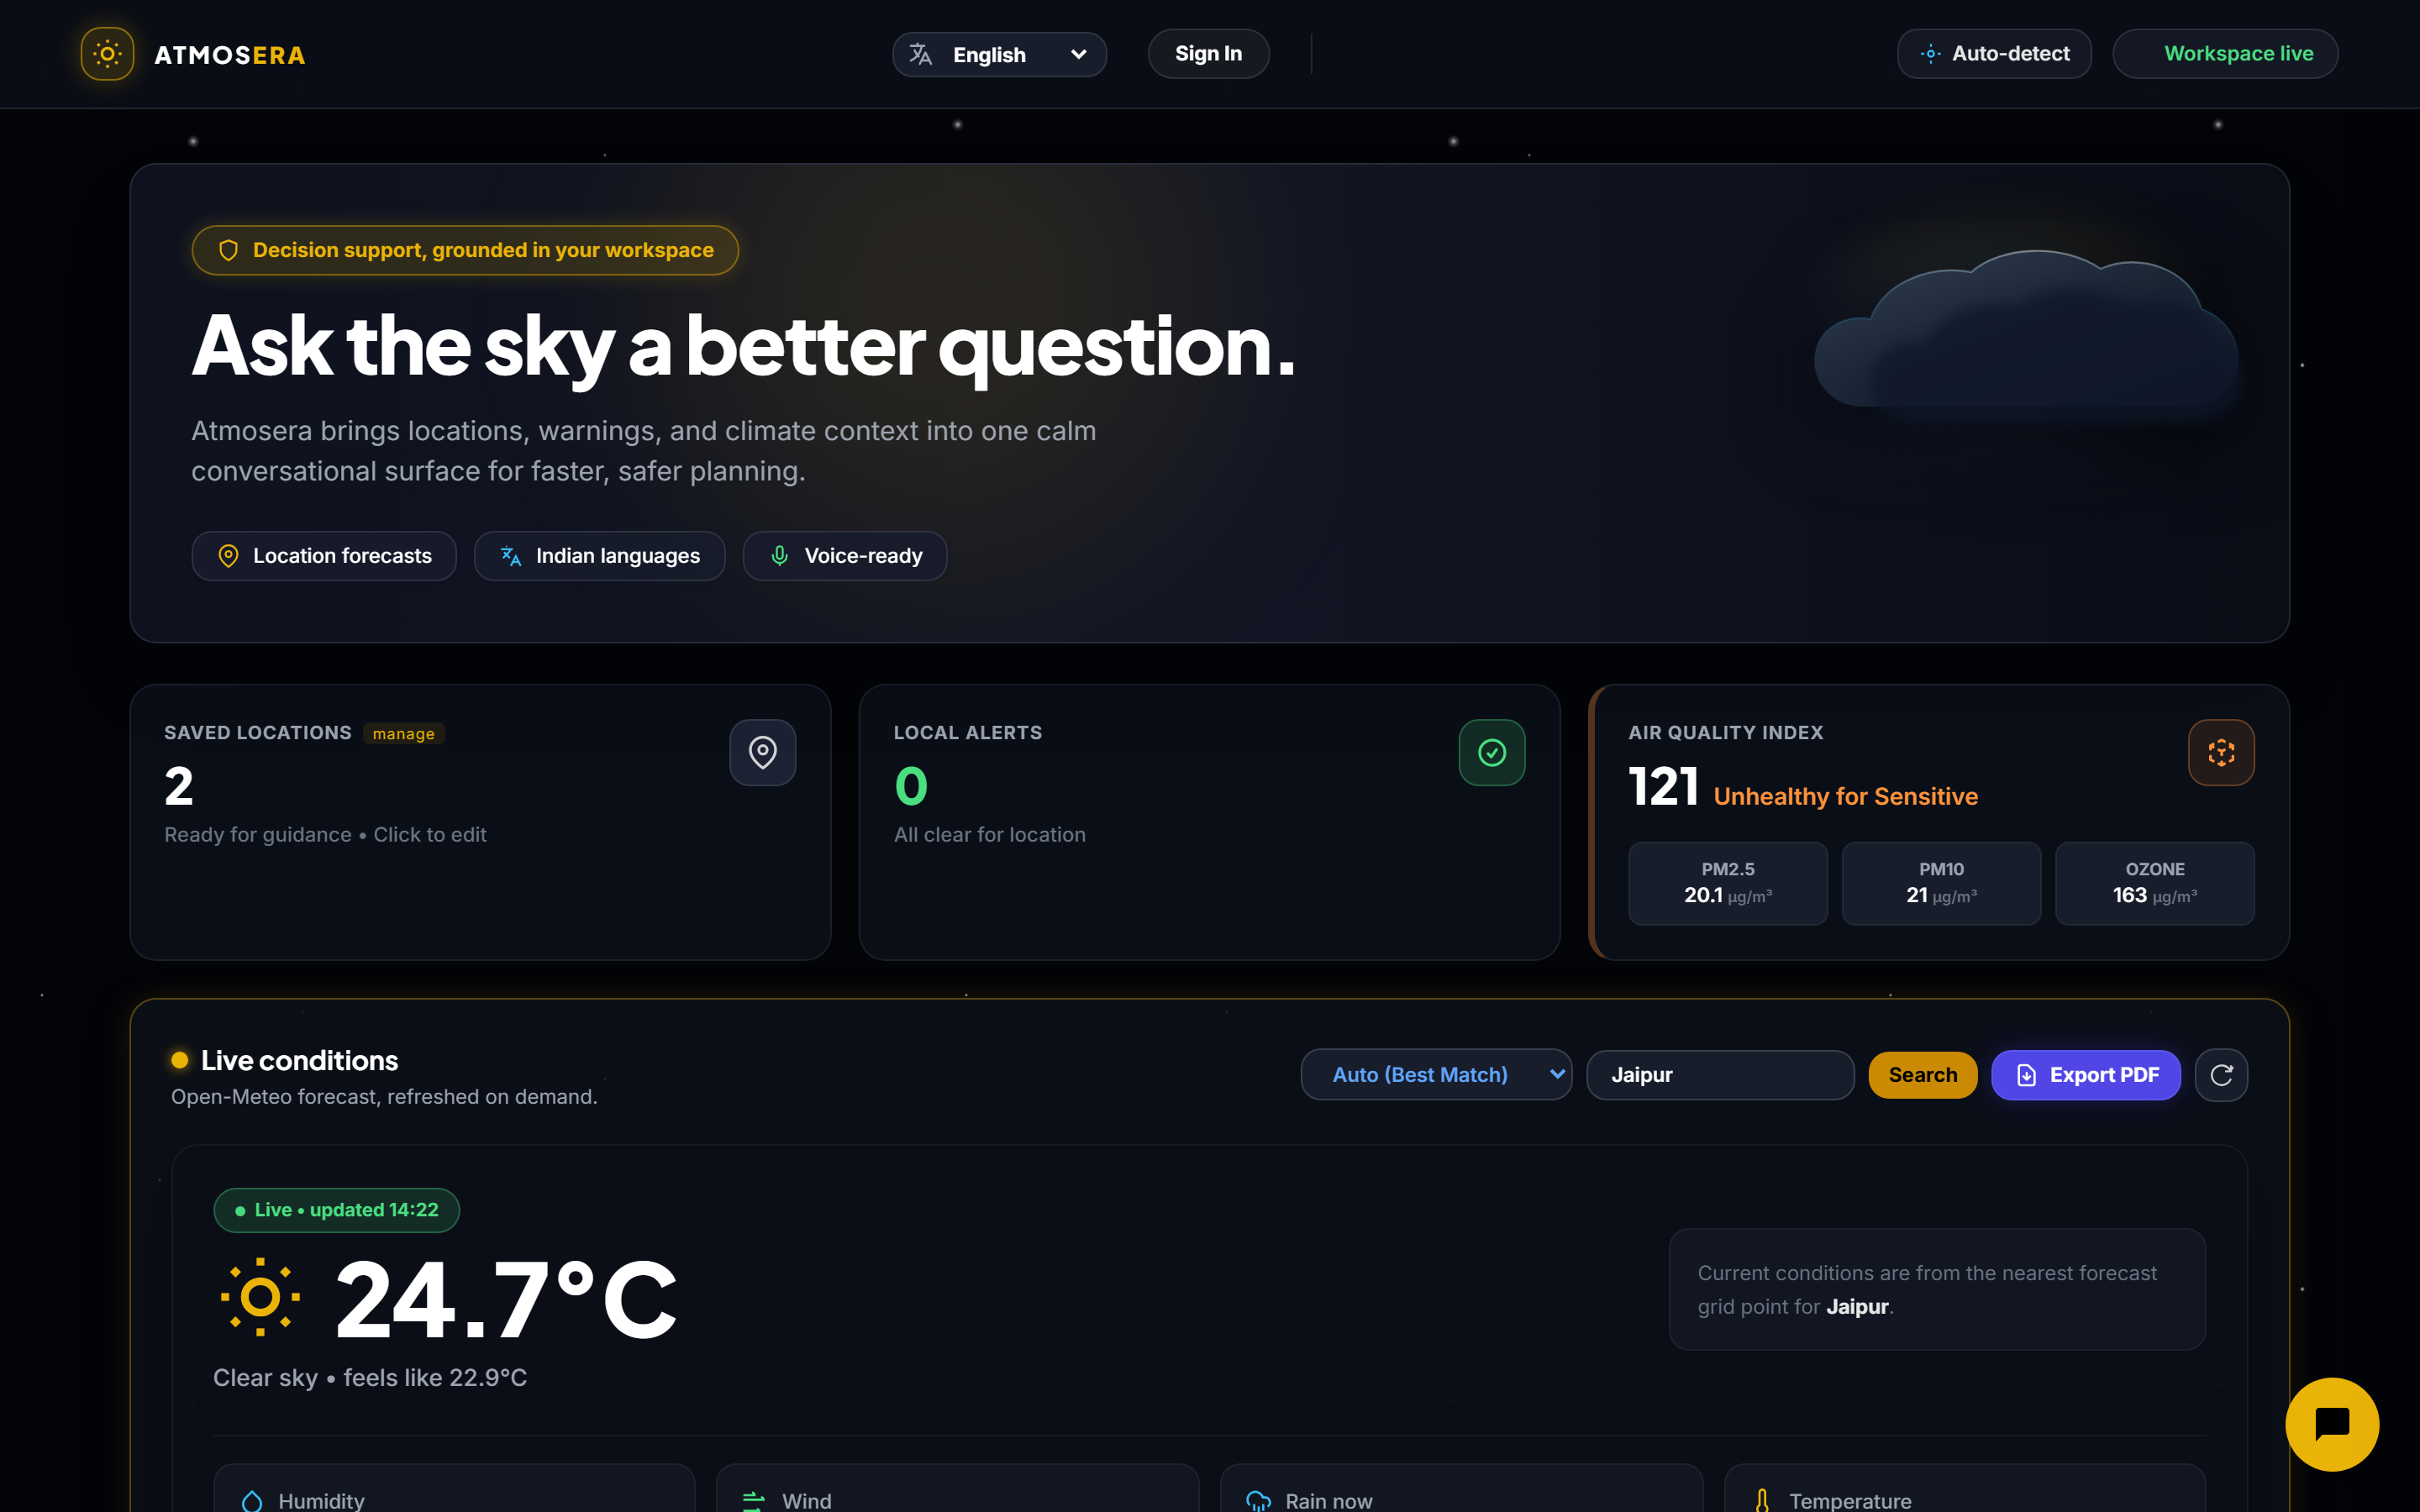 ATMOSERA
English
Sign In
Auto-detect
Workspace live
Decision support, grounded in your workspace
Ask the sky a better question.
Atmosera brings locations, warnings, and climate context into one calm
conversational surface for faster, safer planning.
Location forecasts
Indian languages
Voice-ready
SAVED LOCATIONS manage
2
Ready for guidance • Click to edit
LOCAL ALERTS
0
All clear for location
AIR QUALITY INDEX
121 Unhealthy for Sensitive
PM2.5
20.1 µg/m³
PM10
21 µg/m³
OZONE
163 µg/m³
Live conditions
Open-Meteo forecast, refreshed on demand.
Auto (Best Match)
Jaipur
Search
Export PDF
Live • updated 14:22
24.7°C
Clear sky • feels like 22.9°C
Current conditions are from the nearest forecast
grid point for Jaipur.
Humidity
Wind
Rain now
Temperature